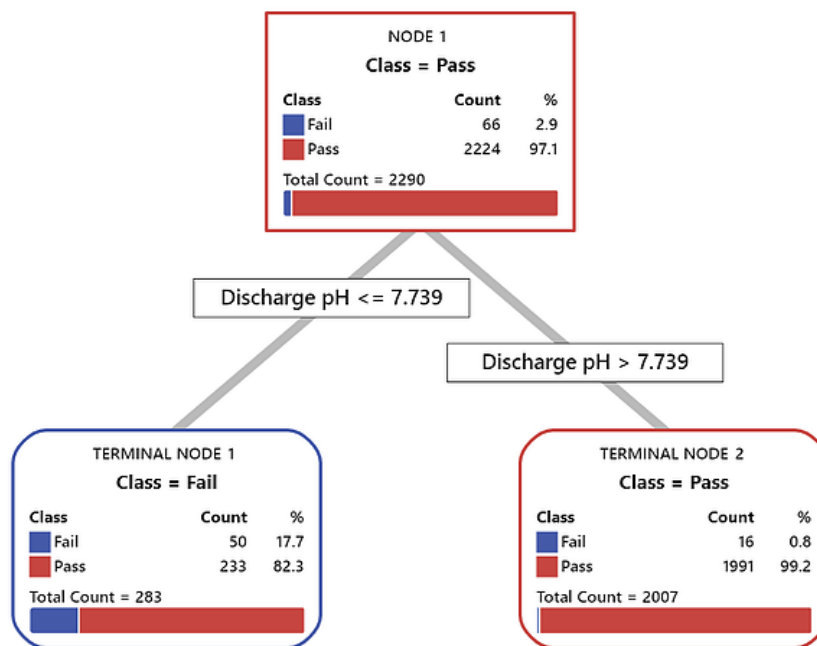 NODE 1
Class = Pass
Class Count %
Fail 66 2.9
Pass 2224 97.1
Total Count = 2290
Discharge pH <= 7.739
Discharge pH > 7.739
TERMINAL NODE 1
Class = Fail
Class Count %
Fail 50 17.7
Pass 233 82.3
Total Count = 283
TERMINAL NODE 2
Class = Pass
Class Count %
Fail 16 0.8
Pass 1991 99.2
Total Count = 2007